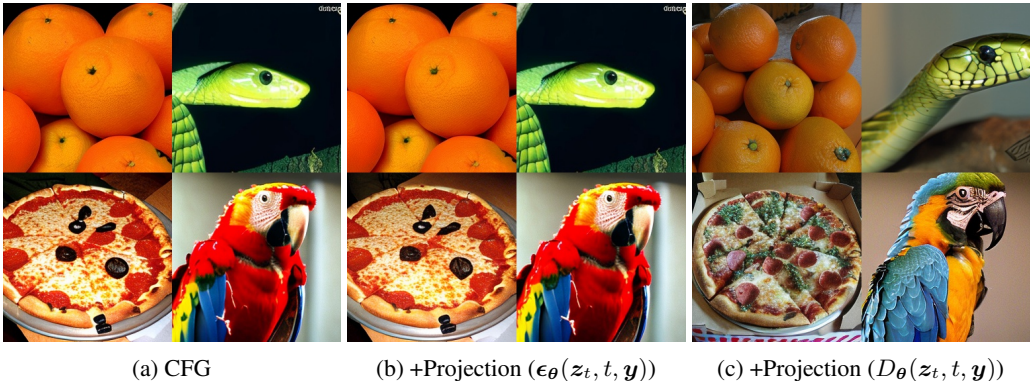 (a) CFG
(b) +Projection (𝝐𝜽(𝒛ₜ, t, 𝒚))
(c) +Projection (D𝜽(𝒛ₜ, t, 𝒚))